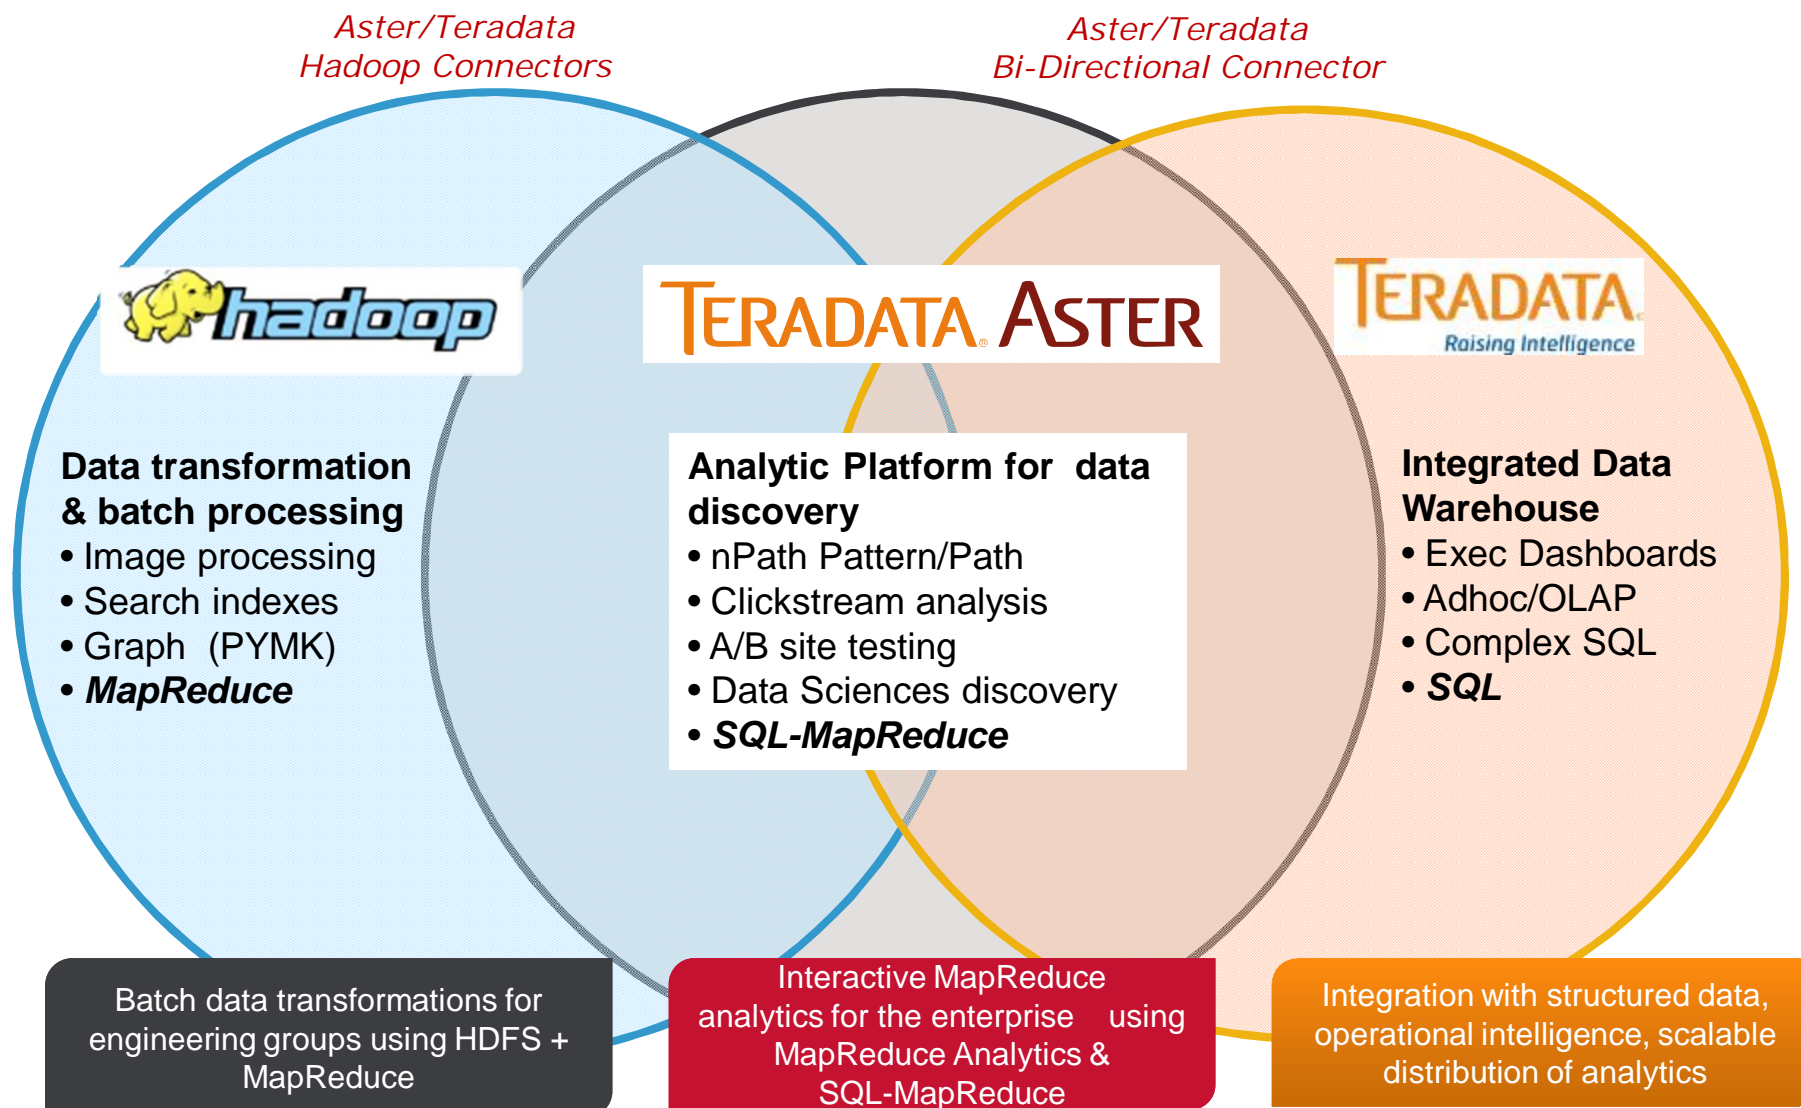 Aster/Teradata
Hadoop Connectors
Aster/Teradata
Bi-Directional Connector
hadoop
TERADATA® ASTER
TERADATA
Raising Intelligence
Data transformation
& batch processing
• Image processing
• Search indexes
• Graph (PYMK)
• MapReduce
Analytic Platform for data
discovery
• nPath Pattern/Path
• Clickstream analysis
• A/B site testing
• Data Sciences discovery
• SQL-MapReduce
Integrated Data
Warehouse
• Exec Dashboards
• Adhoc/OLAP
• Complex SQL
• SQL
Batch data transformations for
engineering groups using HDFS +
MapReduce
Interactive MapReduce
analytics for the enterprise using
MapReduce Analytics &
SQL-MapReduce
Integration with structured data,
operational intelligence, scalable
distribution of analytics